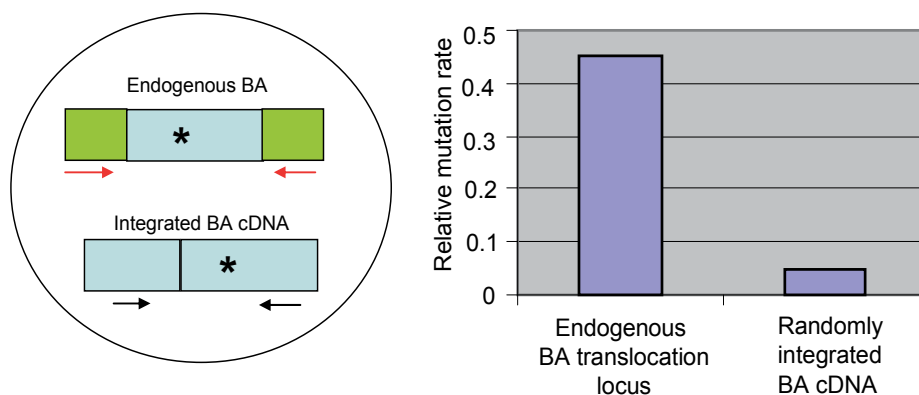 Endogenous BA
*
Integrated BA cDNA
*
Relative mutation rate
0.5
0.4
0.3
0.2
0.1
0
Endogenous
BA translocation
locus
Randomly
integrated
BA cDNA